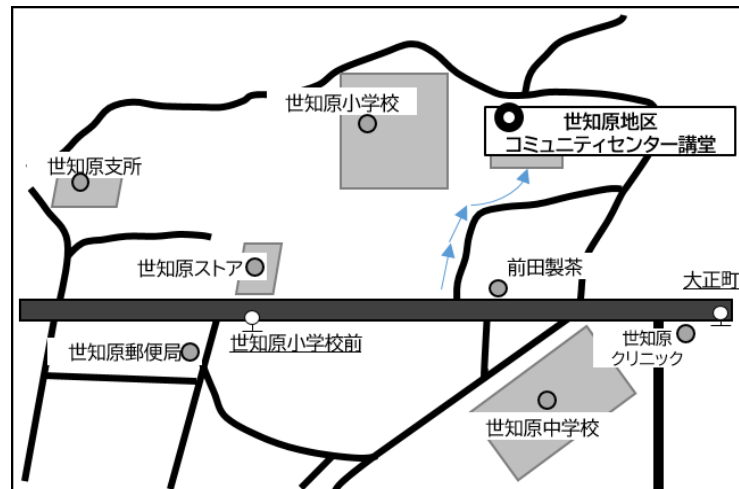 世知原小学校
世知原地区
コミュニティセンター講堂
世知原支所
世知原ストア
前田製茶
大正町
世知原郵便局
世知原小学校前
世知原
クリニック
世知原中学校